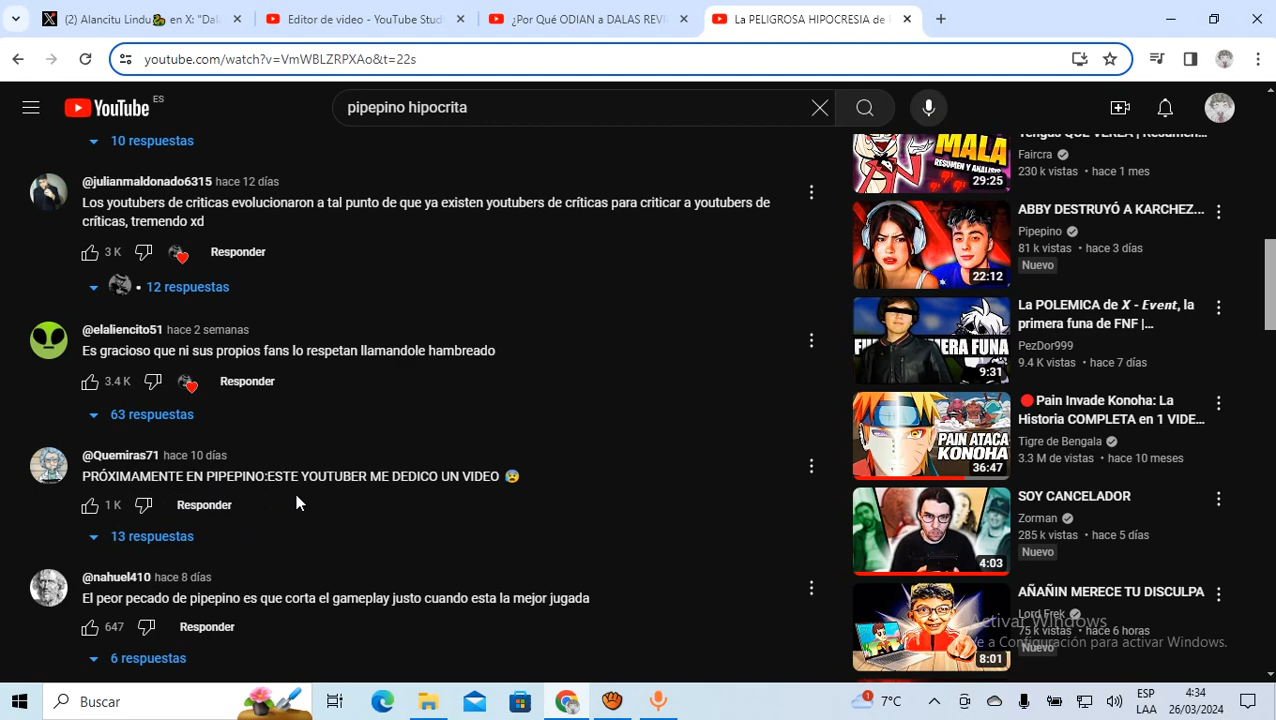 (2) Alancitu Lindu🐉 en X: "Dala
Editor de video - YouTube Stud
¿Por Qué ODIAN a DALAS REVI
La PELIGROSA HIPOCRESIA de
youtube.com/watch?v=VmWBLZRPXAo&t=22s
YouTube ES
pipepino hipocrita
10 respuestas
@julianmaldonado6315 hace 12 días
Los youtubers de criticas evolucionaron a tal punto de que ya existen youtubers de críticas para criticar a youtubers de
críticas, tremendo xd
3 K Responder
12 respuestas
@elaliencito51 hace 2 semanas
Es gracioso que ni sus propios fans lo respetan llamandole hambreado
3.4 K Responder
63 respuestas
@Quemiras71 hace 10 días
PRÓXIMAMENTE EN PIPEPINO:ESTE YOUTUBER ME DEDICO UN VIDEO 😰
1 K Responder
13 respuestas
@nahuel410 hace 8 días
El peor pecado de pipepino es que corta el gameplay justo cuando esta la mejor jugada
647 Responder
6 respuestas
MALA
RESUMEN Y ANÁLISIS
29:25
Tengas QUE VERLA | Resumen...
Faircra
230 k vistas • hace 1 mes
22:12
ABBY DESTRUYÓ A KARCHEZ...
Pipepino
81 k vistas • hace 3 días
Nuevo
9:31
La POLEMICA de X - Event, la
primera funa de FNF |...
PezDor999
9.4 K vistas • hace 7 días
PAIN ATACA
KONOHA
36:47
Pain Invade Konoha: La
Historia COMPLETA en 1 VIDE...
Tigre de Bengala
3.3 M de vistas • hace 10 meses
4:03
SOY CANCELADOR
Zorman
285 k vistas • hace 5 días
Nuevo
8:01
AÑAÑIN MERECE TU DISCULPA
Lord Frek
75 k vistas • hace 6 horas
Nuevo
Activar Windows
Ve a Configuración para activar Windows.
Buscar
7°C
ESP
LAA
4:34
26/03/2024